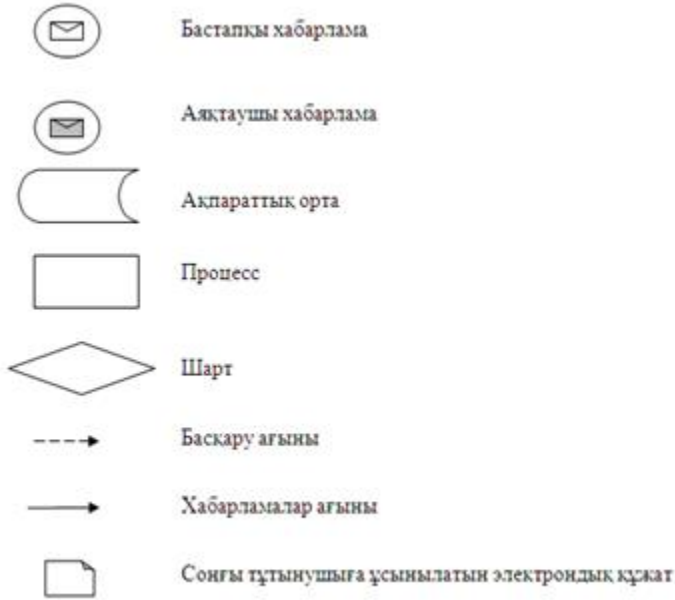 Бастапқы хабарлама
Аяқтаушы хабарлама
Ақпараттық орта
Процесс
Шарт
Басқару ағыны
Хабарламалар ағыны
Соңғы тұтынушыға ұсынылатын электрондық құжат